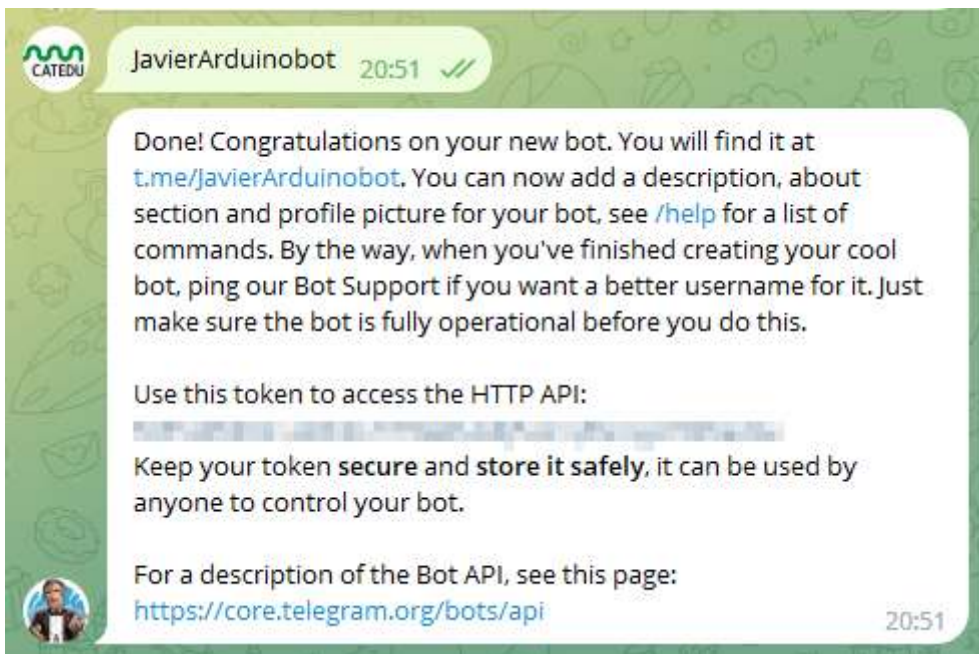 CATEDU
JavierArduinobot 20:51
Done! Congratulations on your new bot. You will find it at
t.me/JavierArduinobot. You can now add a description, about
section and profile picture for your bot, see /help for a list of
commands. By the way, when you've finished creating your cool
bot, ping our Bot Support if you want a better username for it. Just
make sure the bot is fully operational before you do this.
Use this token to access the HTTP API:
Keep your token secure and store it safely, it can be used by
anyone to control your bot.
For a description of the Bot API, see this page:
https://core.telegram.org/bots/api
20:51